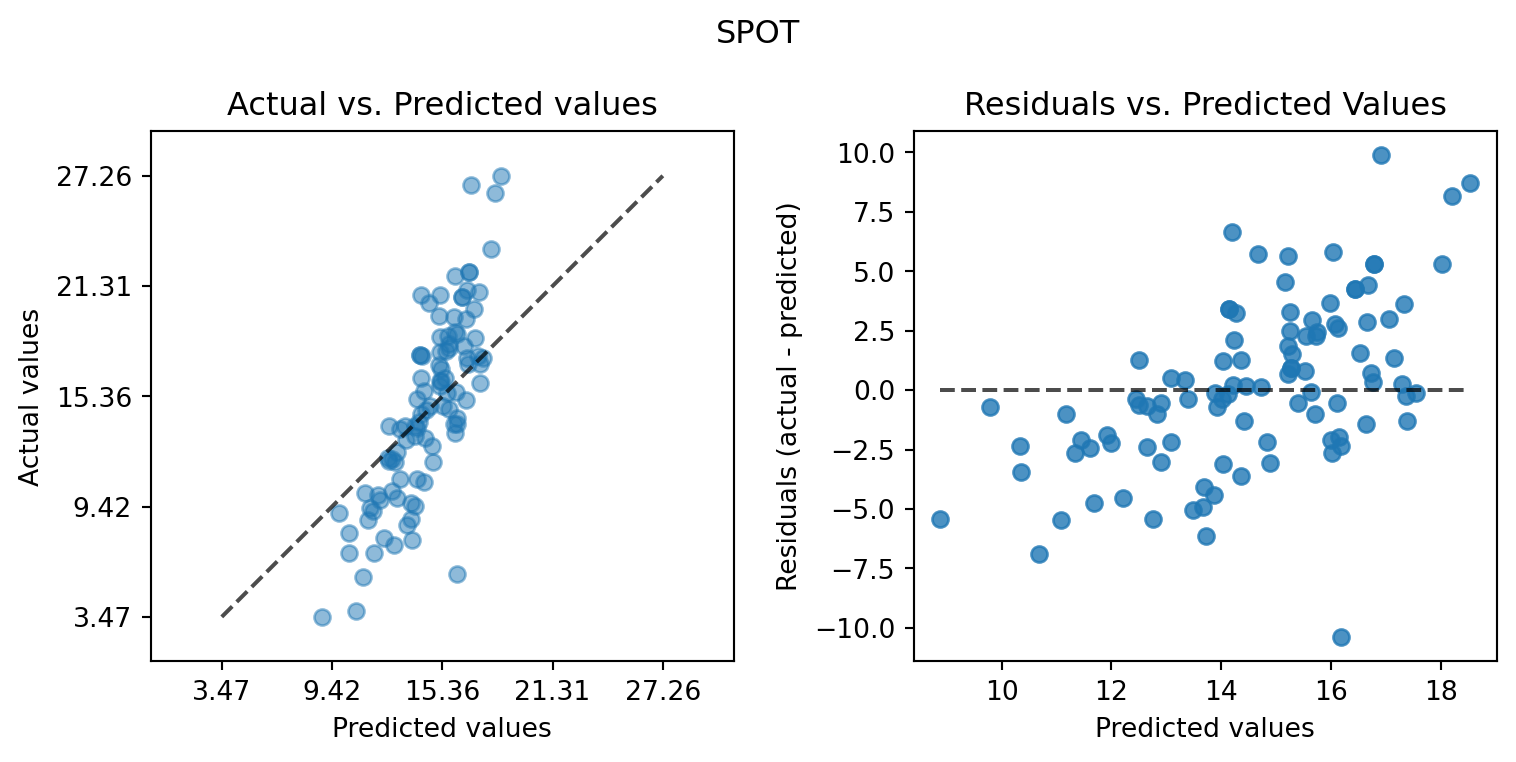 SPOT
Actual vs. Predicted values
Actual values
27.26
21.31
15.36
9.42
3.47
3.47 9.42 15.36 21.31 27.26
Predicted values
Residuals vs. Predicted Values
Residuals (actual - predicted)
10.0
7.5
5.0
2.5
0.0
−2.5
−5.0
−7.5
−10.0
10 12 14 16 18
Predicted values